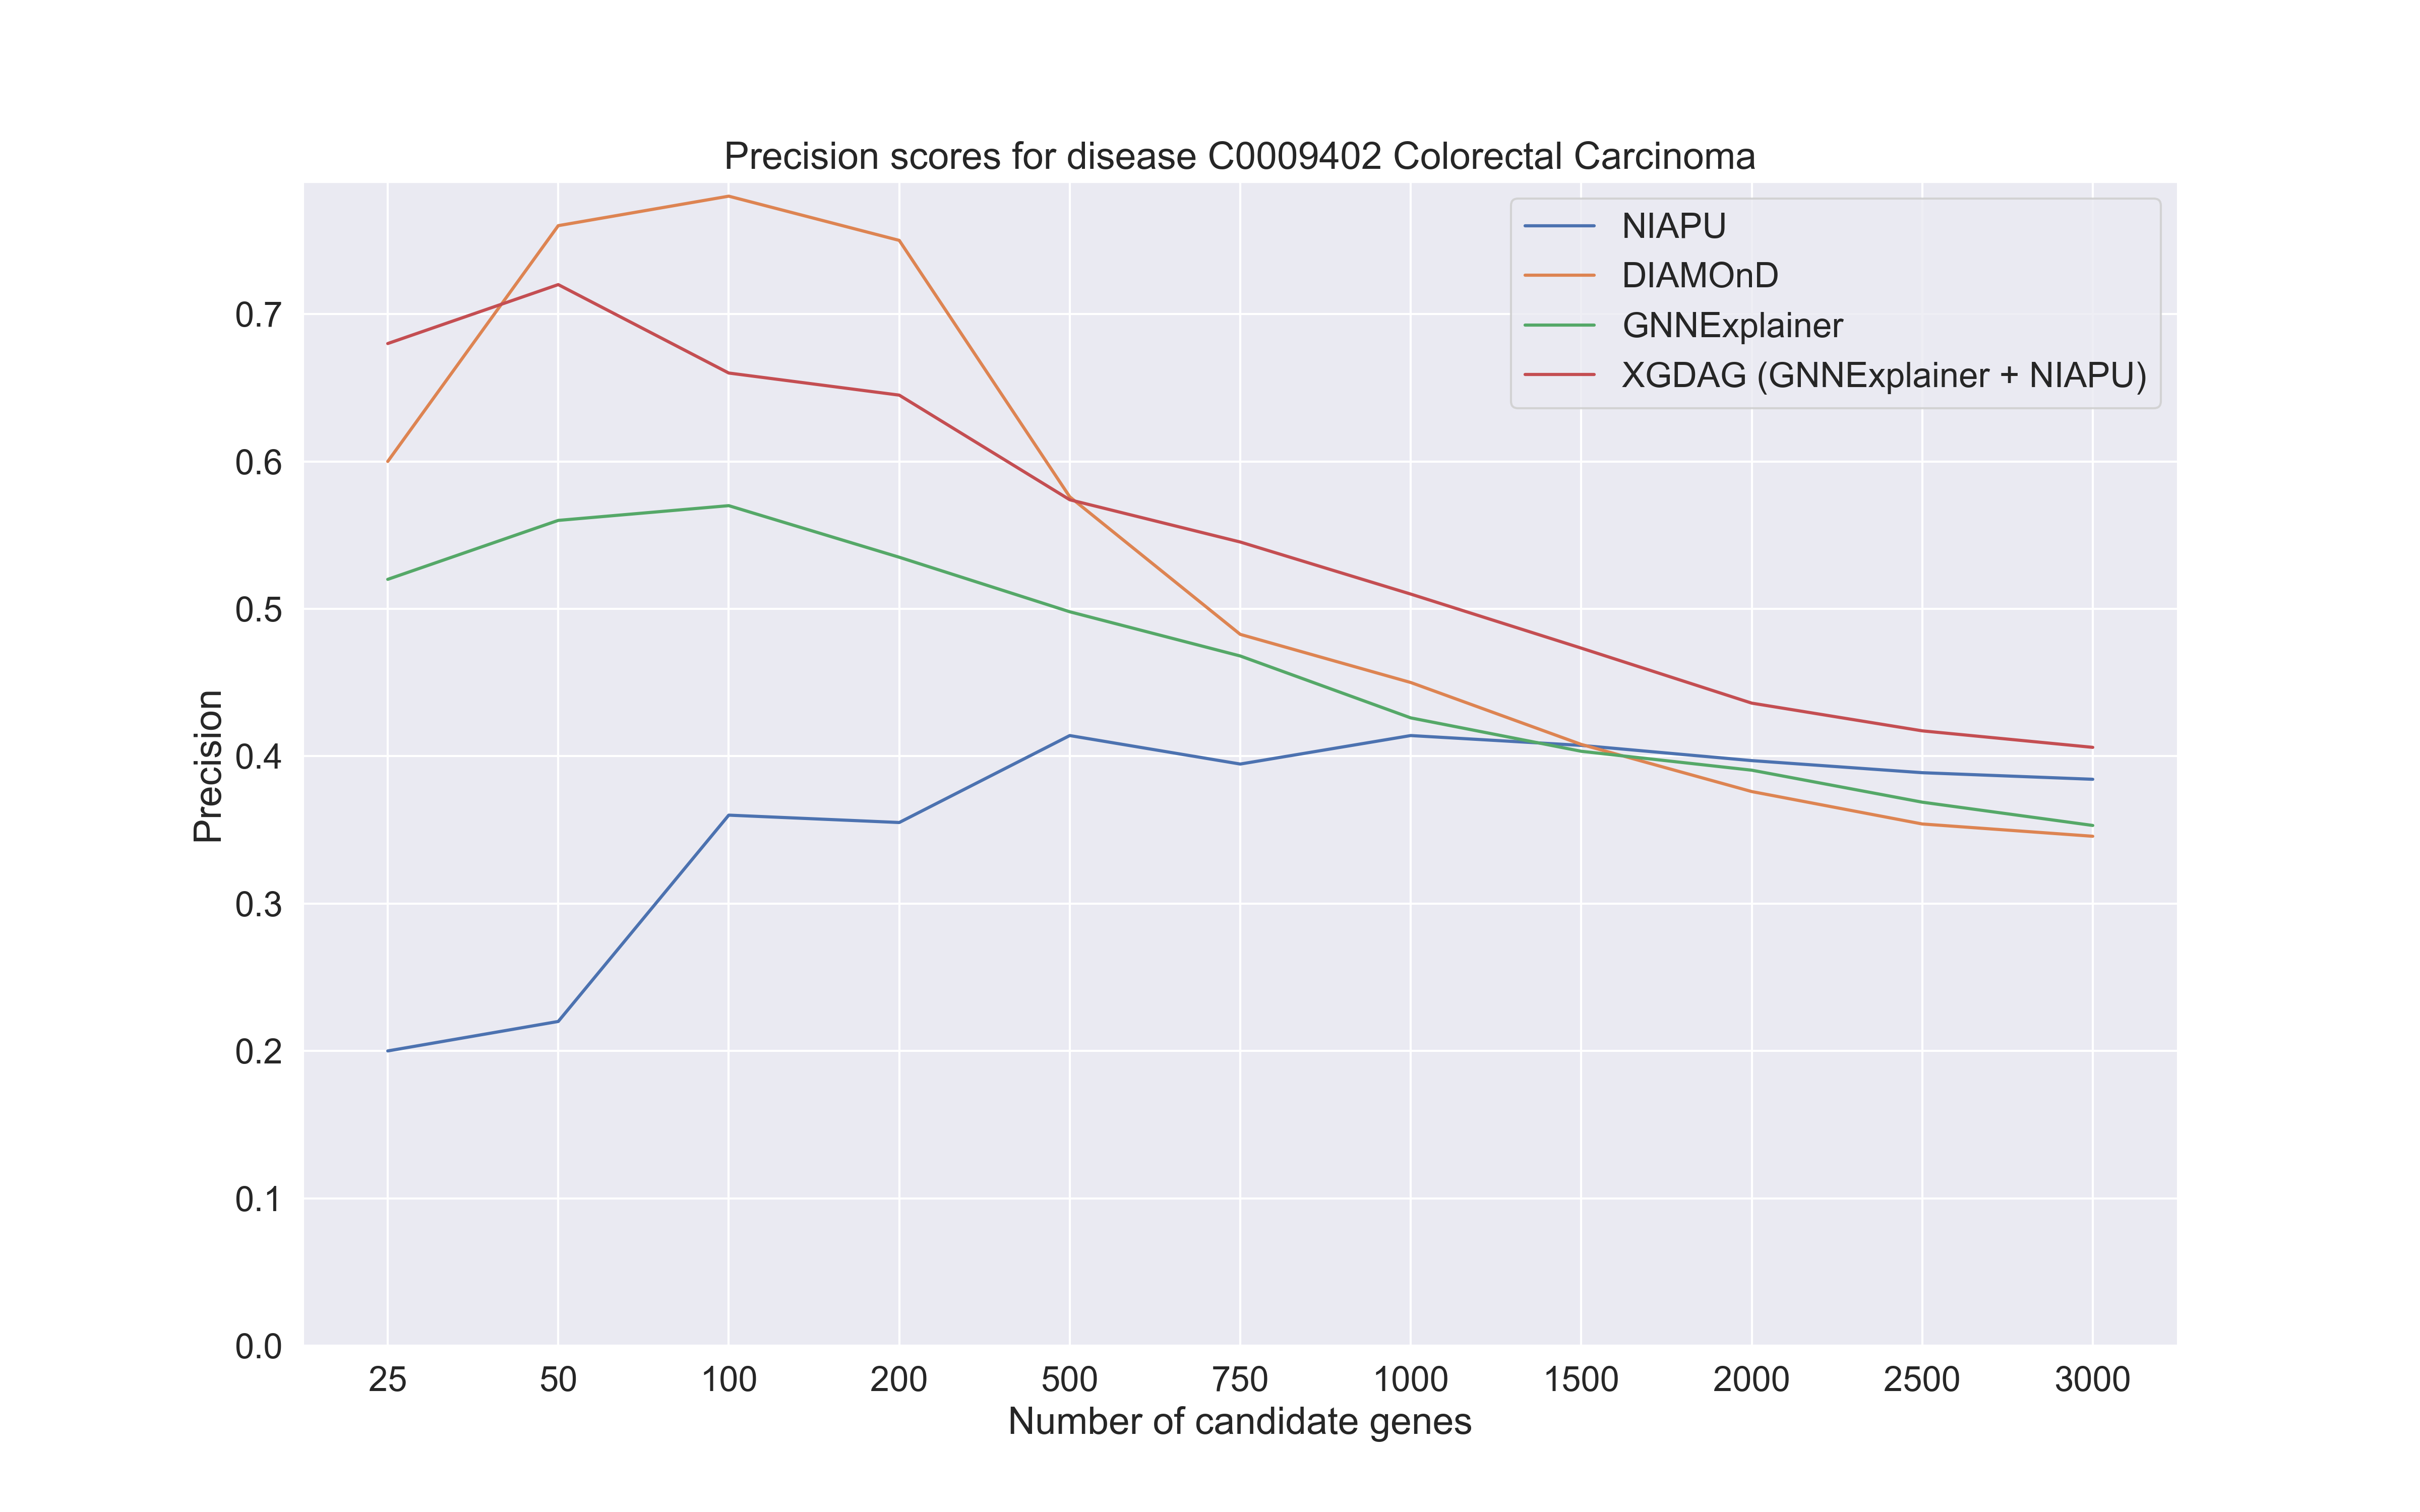 Precision scores for disease C0009402 Colorectal Carcinoma
NIAPU
DIAMOnD
GNNExplainer
XGDAG (GNNExplainer + NIAPU)
Precision
0.7
0.6
0.5
0.4
0.3
0.2
0.1
0.0
25 50 100 200 500 750 1000 1500 2000 2500 3000
Number of candidate genes